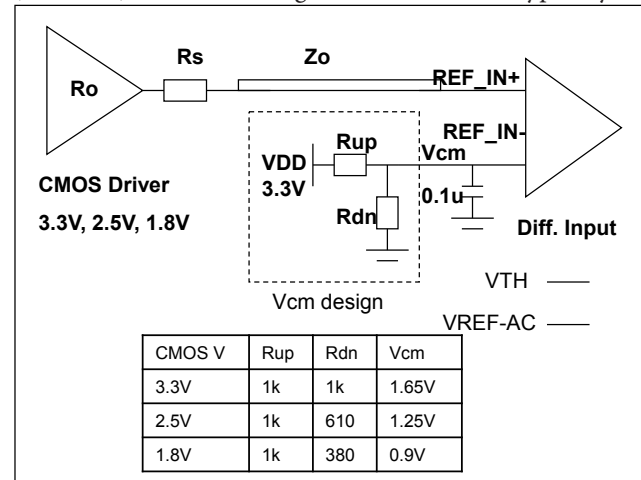 Rs
Zo
Ro
REF_IN+
REF_IN-
Rup
Vcm
VDD
3.3V
CMOS Driver
0.1u
Rdn
3.3V, 2.5V, 1.8V
Diff. Input
VTH
Vcm design
VREF-AC
CMOS V Rup Rdn Vcm
3.3V 1k 1k 1.65V
2.5V 1k 610 1.25V
1.8V 1k 380 0.9V